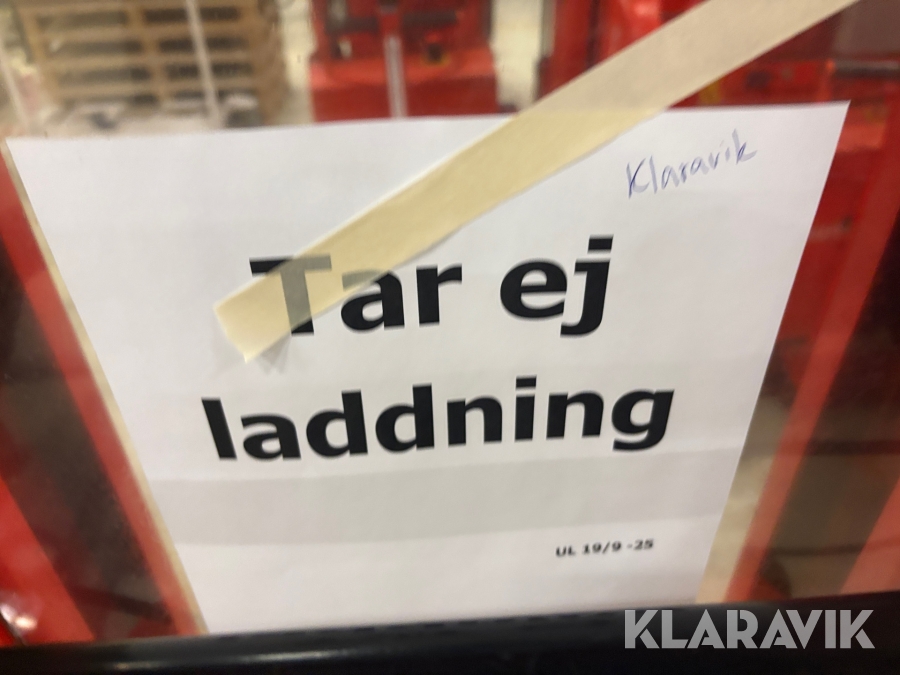 Klaravik
Tar ej
laddning
UL 19/9 -25
KLARAVIK